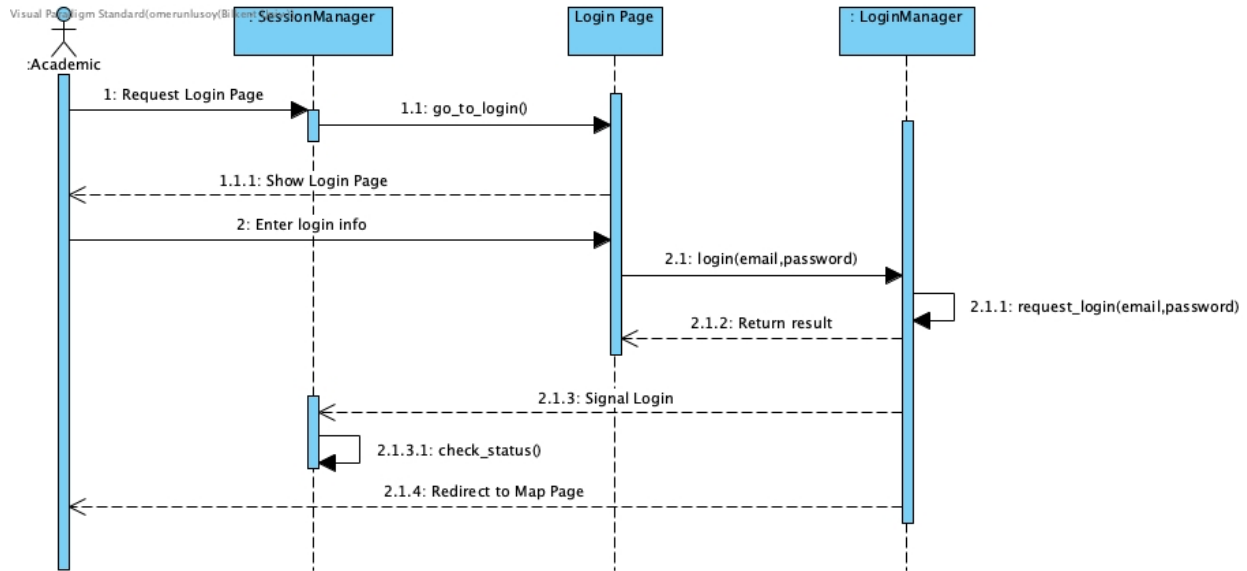 Visual Paradigm Standard(omerunlusoy(Bilkent
: SessionManager
Login Page
: LoginManager
:Academic
1: Request Login Page
1.1: go_to_login()
1.1.1: Show Login Page
2: Enter login info
2.1: login(email,password)
2.1.1: request_login(email,password)
2.1.2: Return result
2.1.3: Signal Login
2.1.3.1: check_status()
2.1.4: Redirect to Map Page